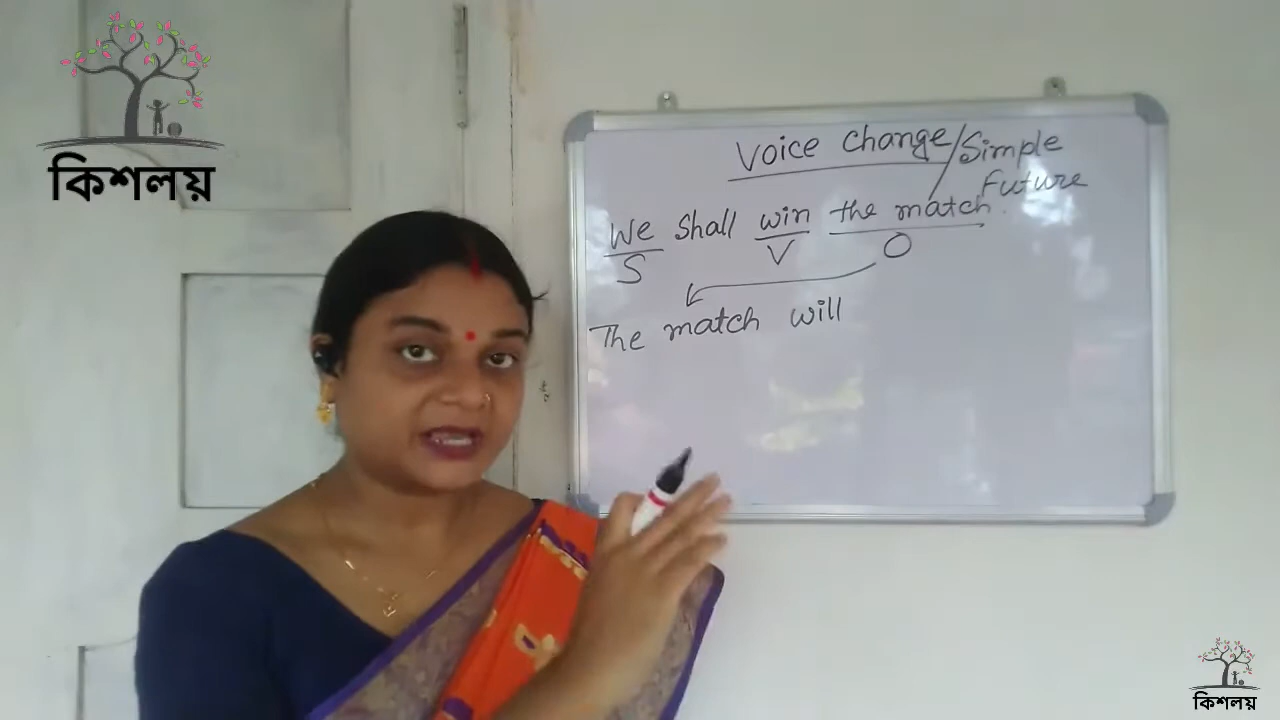 কিশলয়
Voice Change/Simple
Future
We Shall win the match.
S V O
The match will
কিশলয়